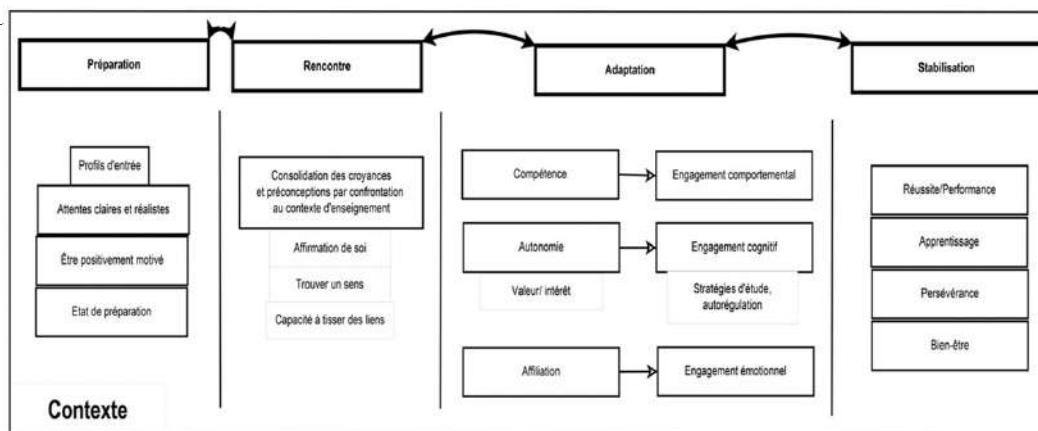 Préparation
Rencontre
Adaptation
Stabilisation
Profils d'entrée
Attentes claires et réalistes
Être positivement motivé
Etat de préparation
Consolidation des croyances
et préconceptions par confrontation
au contexte d'enseignement
Affirmation de soi
Trouver un sens
Capacité à tisser des liens
Compétence
Engagement comportemental
Autonomie
Engagement cognitif
Valeur/ intérêt
Stratégies d'étude,
autorégulation
Affiliation
Engagement émotionnel
Réussite/Performance
Apprentissage
Persévérance
Bien-être
Contexte